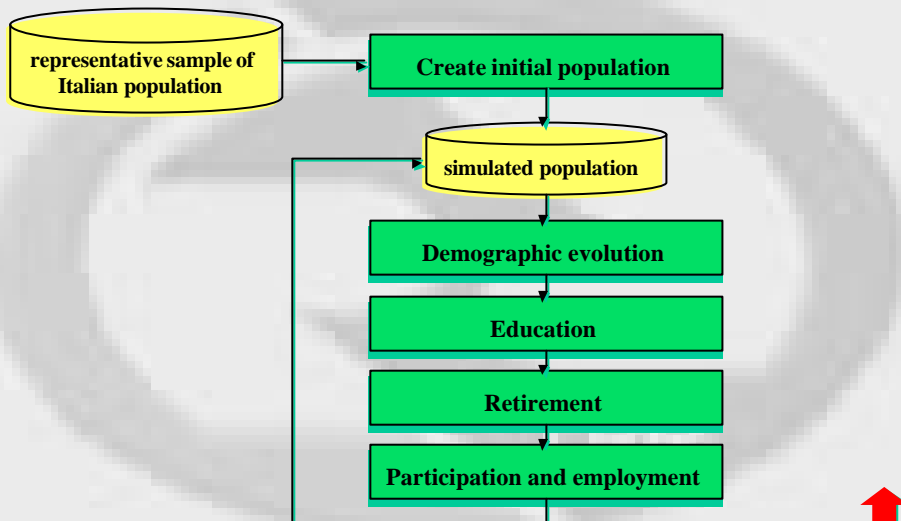 representative sample of
Italian population
Create initial population
simulated population
Demographic evolution
Education
Retirement
Participation and employment